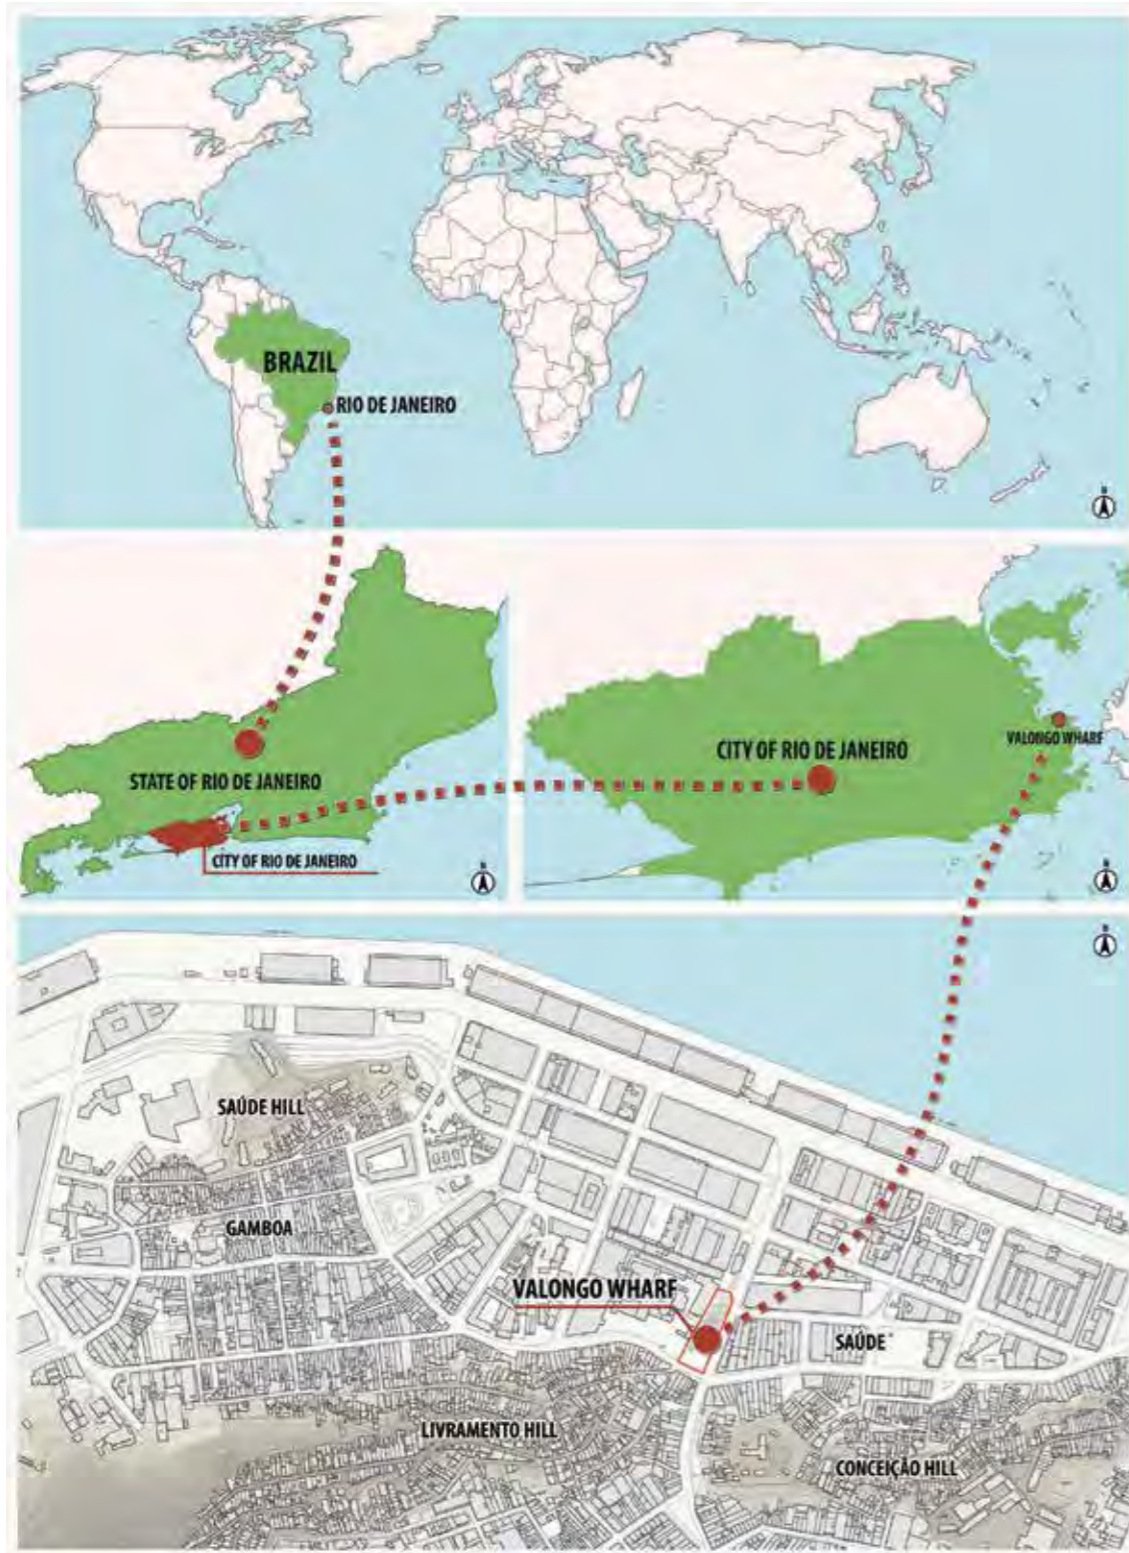 BRAZIL
RIO DE JANEIRO
N
STATE OF RIO DE JANEIRO
CITY OF RIO DE JANEIRO
N
CITY OF RIO DE JANEIRO
VALONGO WHARF
N
N
SAÚDE HILL
GAMBOA
VALONGO WHARF
SAÚDE
LIVRAMENTO HILL
CONCEIÇÃO HILL